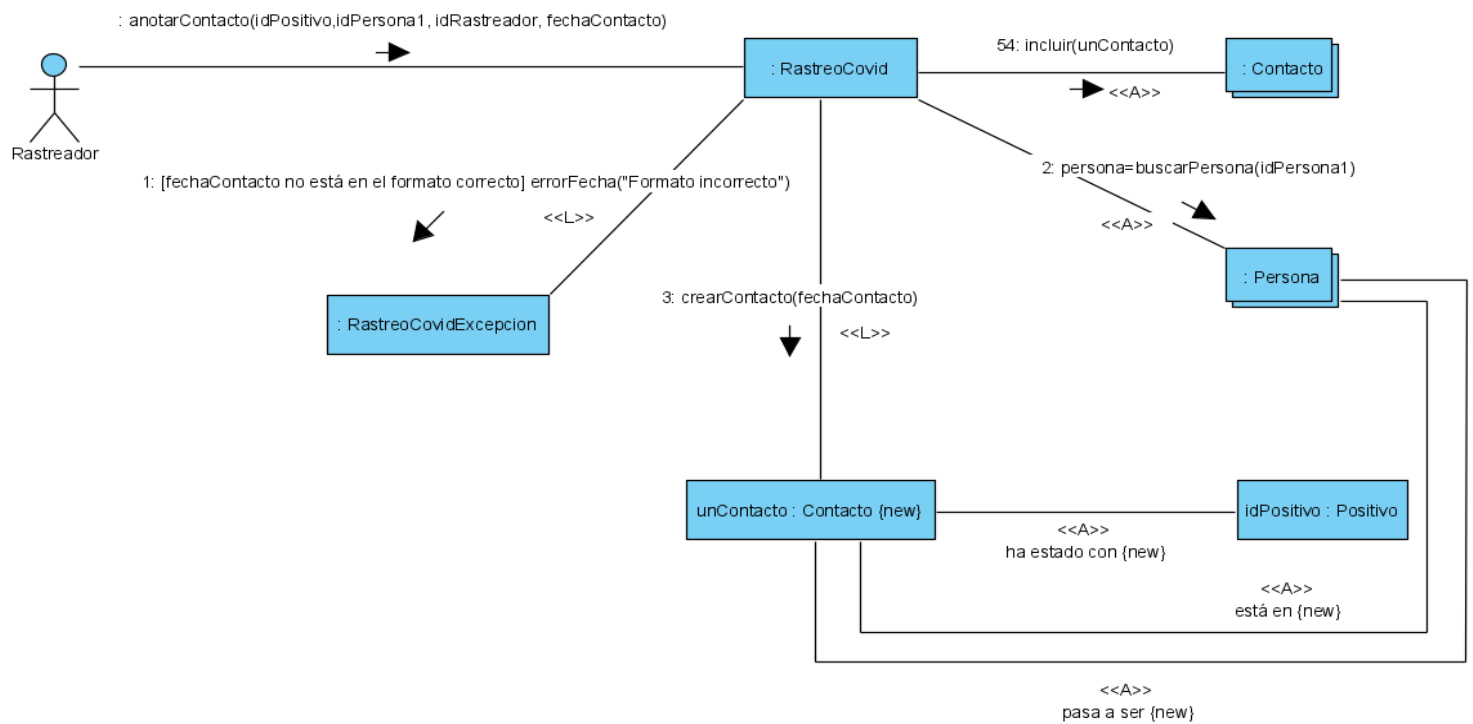 : anotarContacto(idPositivo,idPersona1, idRastreador, fechaContacto)
54: incluir(unContacto)
: RastreoCovid
: Contacto
<<A>>
Rastreador
2: persona=buscarPersona(idPersona1)
1: [fechaContacto no está en el formato correcto] errorFecha("Formato incorrecto")
<<L>>
<<A>>
: Persona
3: crearContacto(fechaContacto)
: RastreoCovidExcepcion
<<L>>
unContacto : Contacto {new}
idPositivo : Positivo
<<A>>
ha estado con {new}
<<A>>
está en {new}
<<A>>
pasa a ser {new}